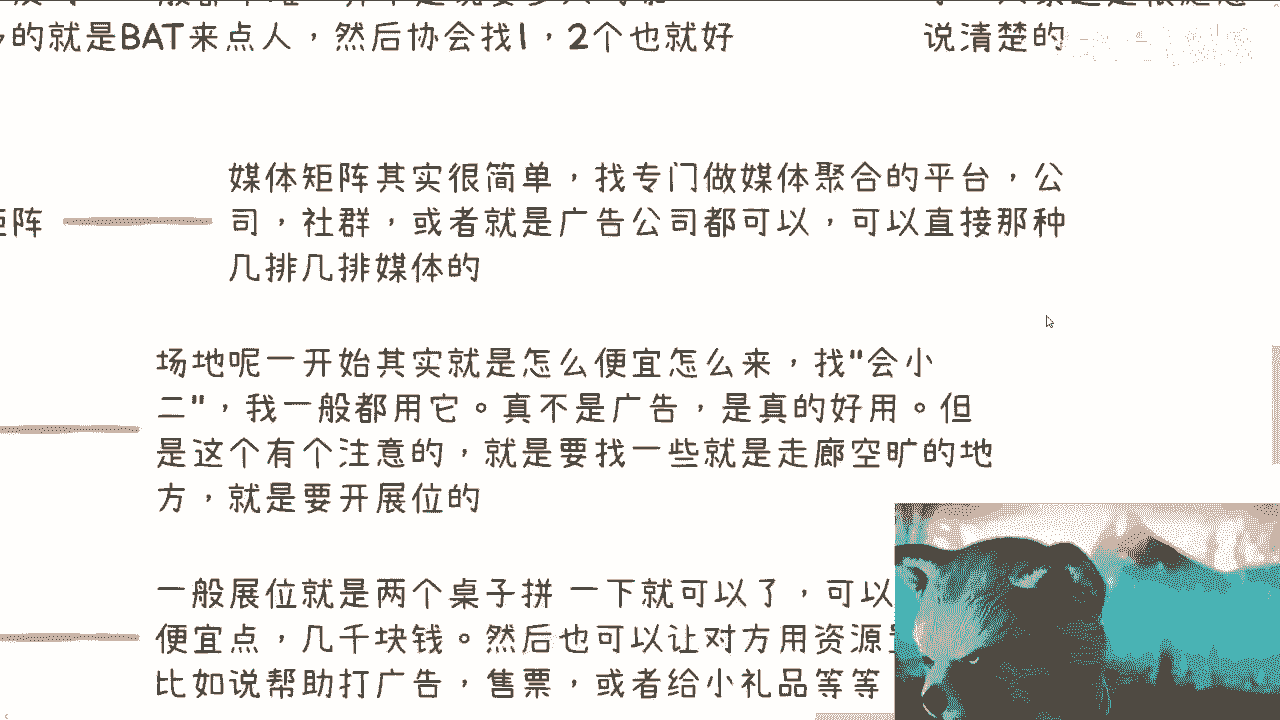 多的就是BAT来点人，然后协会找1，2个也就好
说清楚的
矩阵
媒体矩阵其实很简单，找专门做媒体聚合的平台，公
司，社群，或者就是广告公司都可以，可以直接那种
几排几排媒体的
场地呢一开始其实就是怎么便宜怎么来，找"会小
二"，我一般都用它。真不是广告，是真的好用。但
是这个有个注意的，就是要找一些就是走廊空旷的地
方，就是要开展位的
一般展位就是两个桌子拼 一下就可以了，可以
便宜点，几千块钱。然后也可以让对方用资源
比如说帮助打广告，售票，或者给小礼品等等